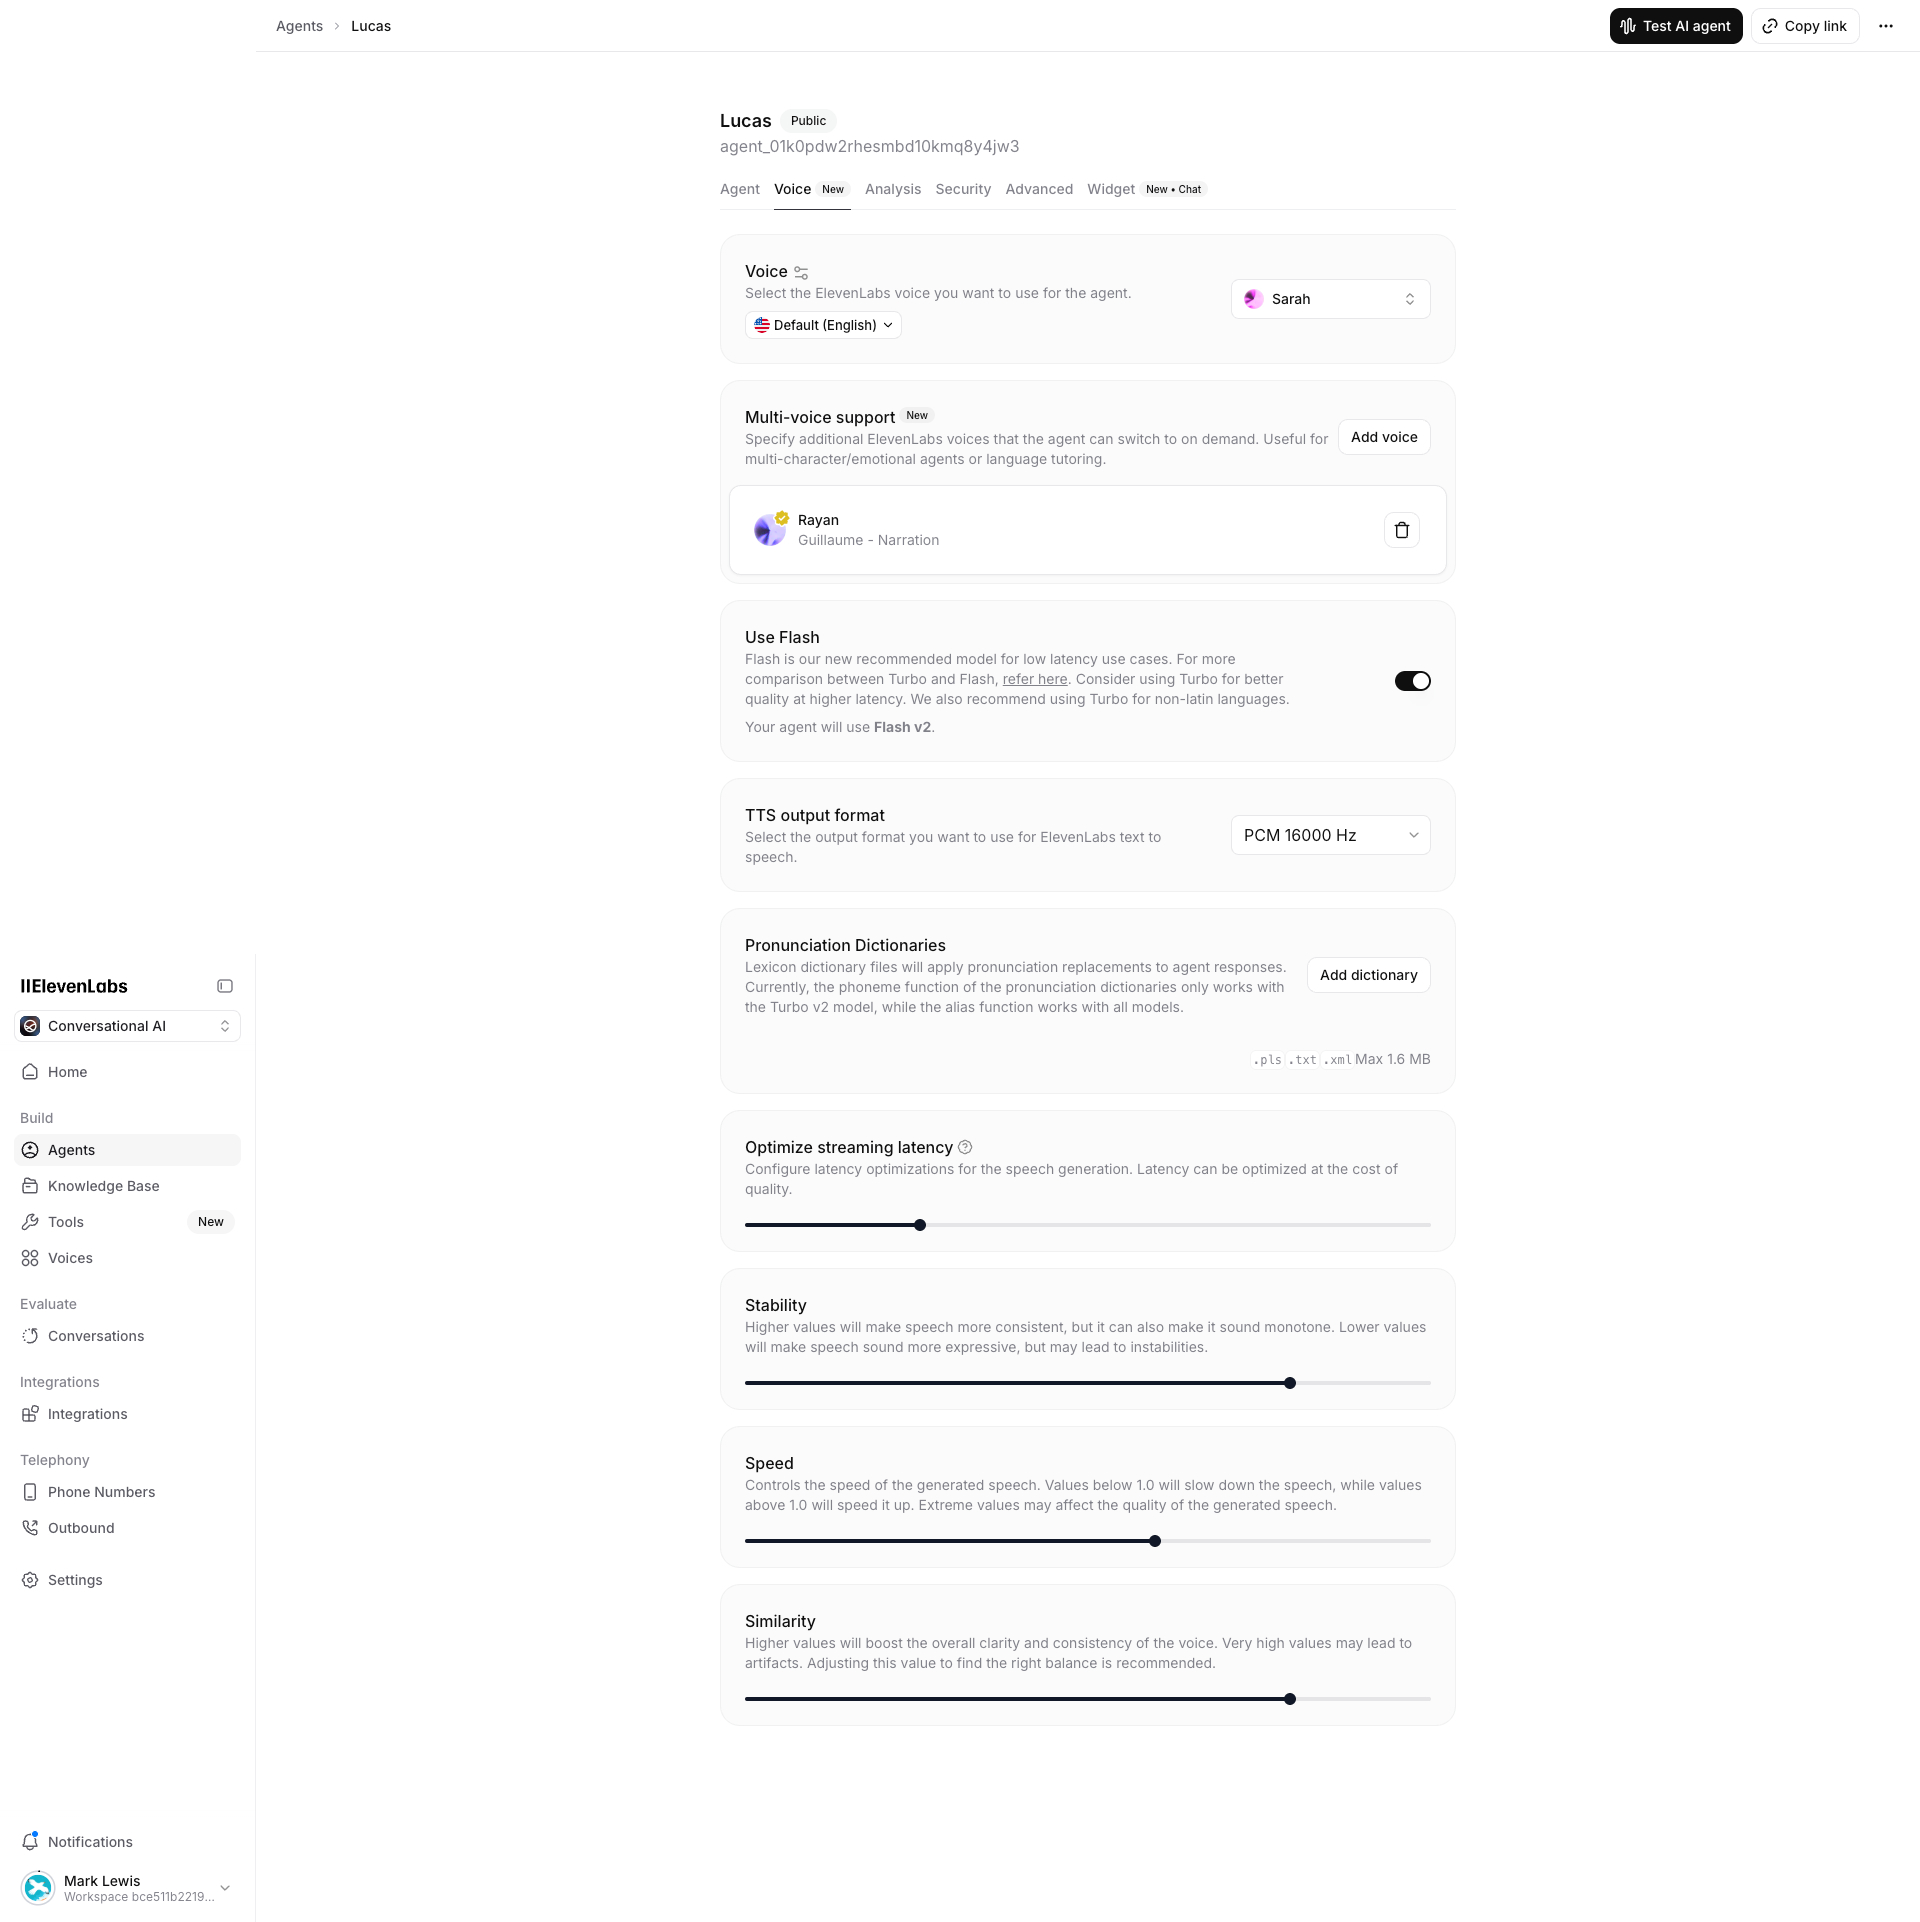 Agents
Lucas
Test AI agent
Copy link
Lucas
Public
agent_01k0pdw2rhesmbd10kmq8y4jw3
Agent
Voice
New
Analysis
Security
Advanced
Widget
New • Chat
Voice
Select the ElevenLabs voice you want to use for the agent.
Default (English)
Sarah
Multi-voice support
New
Specify additional ElevenLabs voices that the agent can switch to on demand. Useful for
multi-character/emotional agents or language tutoring.
Add voice
Rayan
Guillaume - Narration
Use Flash
Flash is our new recommended model for low latency use cases. For more
comparison between Turbo and Flash, refer here. Consider using Turbo for better
quality at higher latency. We also recommend using Turbo for non-latin languages.
Your agent will use Flash v2.
TTS output format
Select the output format you want to use for ElevenLabs text to
speech.
PCM 16000 Hz
Pronunciation Dictionaries
Lexicon dictionary files will apply pronunciation replacements to agent responses.
Currently, the phoneme function of the pronunciation dictionaries only works with
the Turbo v2 model, while the alias function works with all models.
Add dictionary
.pls .txt .xml Max 1.6 MB
Optimize streaming latency
Configure latency optimizations for the speech generation. Latency can be optimized at the cost of
quality.
Stability
Higher values will make speech more consistent, but it can also make it sound monotone. Lower values
will make speech sound more expressive, but may lead to instabilities.
Speed
Controls the speed of the generated speech. Values below 1.0 will slow down the speech, while values
above 1.0 will speed it up. Extreme values may affect the quality of the generated speech.
Similarity
Higher values will boost the overall clarity and consistency of the voice. Very high values may lead to
artifacts. Adjusting this value to find the right balance is recommended.
IIElevenLabs
Conversational AI
Home
Build
Agents
Knowledge Base
Tools
New
Voices
Evaluate
Conversations
Integrations
Integrations
Telephony
Phone Numbers
Outbound
Settings
Notifications
Mark Lewis
Workspace bce511b2219...